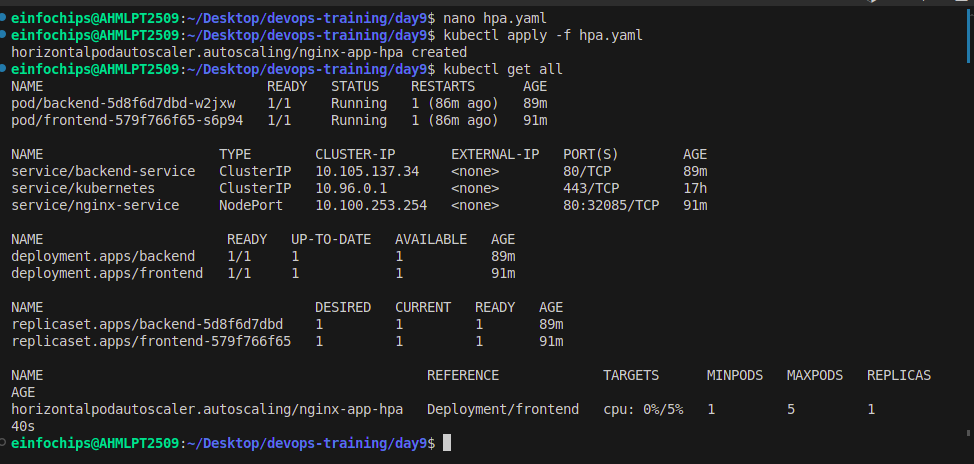 einfochips@AHMLPT2509:~/Desktop/devops-training/day9$ nano hpa.yaml
einfochips@AHMLPT2509:~/Desktop/devops-training/day9$ kubectl apply -f hpa.yaml
horizontalpodautoscaler.autoscaling/nginx-app-hpa created
einfochips@AHMLPT2509:~/Desktop/devops-training/day9$ kubectl get all
NAME                            READY   STATUS    RESTARTS      AGE
pod/backend-5d8f6d7dbd-w2jxw    1/1     Running   1 (86m ago)   89m
pod/frontend-579f766f65-s6p94   1/1     Running   1 (86m ago)   91m
NAME                      TYPE        CLUSTER-IP       EXTERNAL-IP   PORT(S)        AGE
service/backend-service   ClusterIP   10.105.137.34    <none>        80/TCP         89m
service/kubernetes        ClusterIP   10.96.0.1        <none>        443/TCP        17h
service/nginx-service     NodePort    10.100.253.254   <none>        80:32085/TCP   91m
NAME                       READY   UP-TO-DATE   AVAILABLE   AGE
deployment.apps/backend    1/1     1            1           89m
deployment.apps/frontend   1/1     1            1           91m
NAME                                  DESIRED   CURRENT   READY   AGE
replicaset.apps/backend-5d8f6d7dbd    1         1         1       89m
replicaset.apps/frontend-579f766f65   1         1         1       91m
NAME                                                REFERENCE             TARGETS      MINPODS   MAXPODS   REPLICAS
AGE
horizontalpodautoscaler.autoscaling/nginx-app-hpa   Deployment/frontend   cpu: 0%/5%   1         5         1
40s
einfochips@AHMLPT2509:~/Desktop/devops-training/day9$